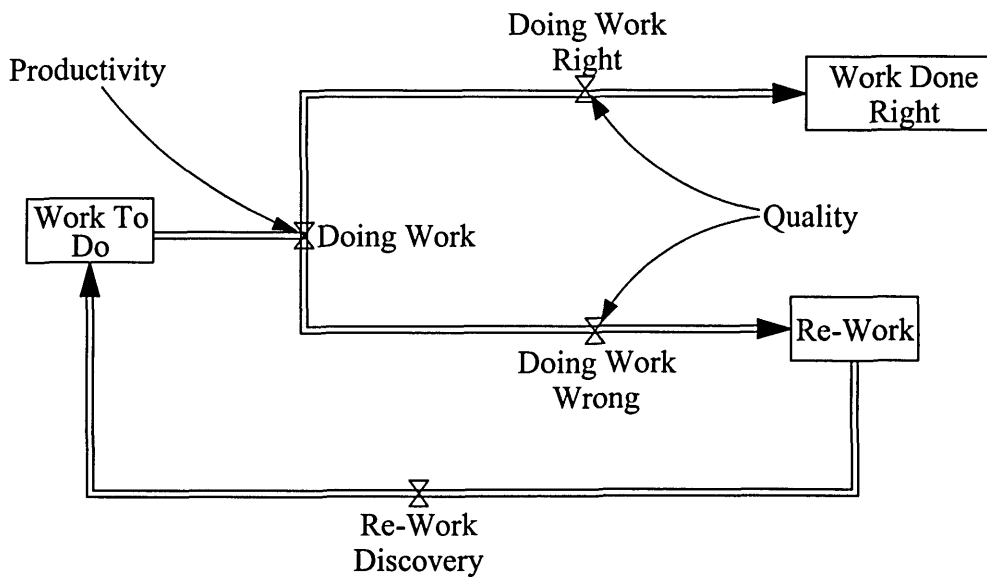 Doing Work
Right
Productivity
Work Done
Right
Work To
Do
Doing Work
Quality
Re-Work
Doing Work
Wrong
Re-Work
Discovery